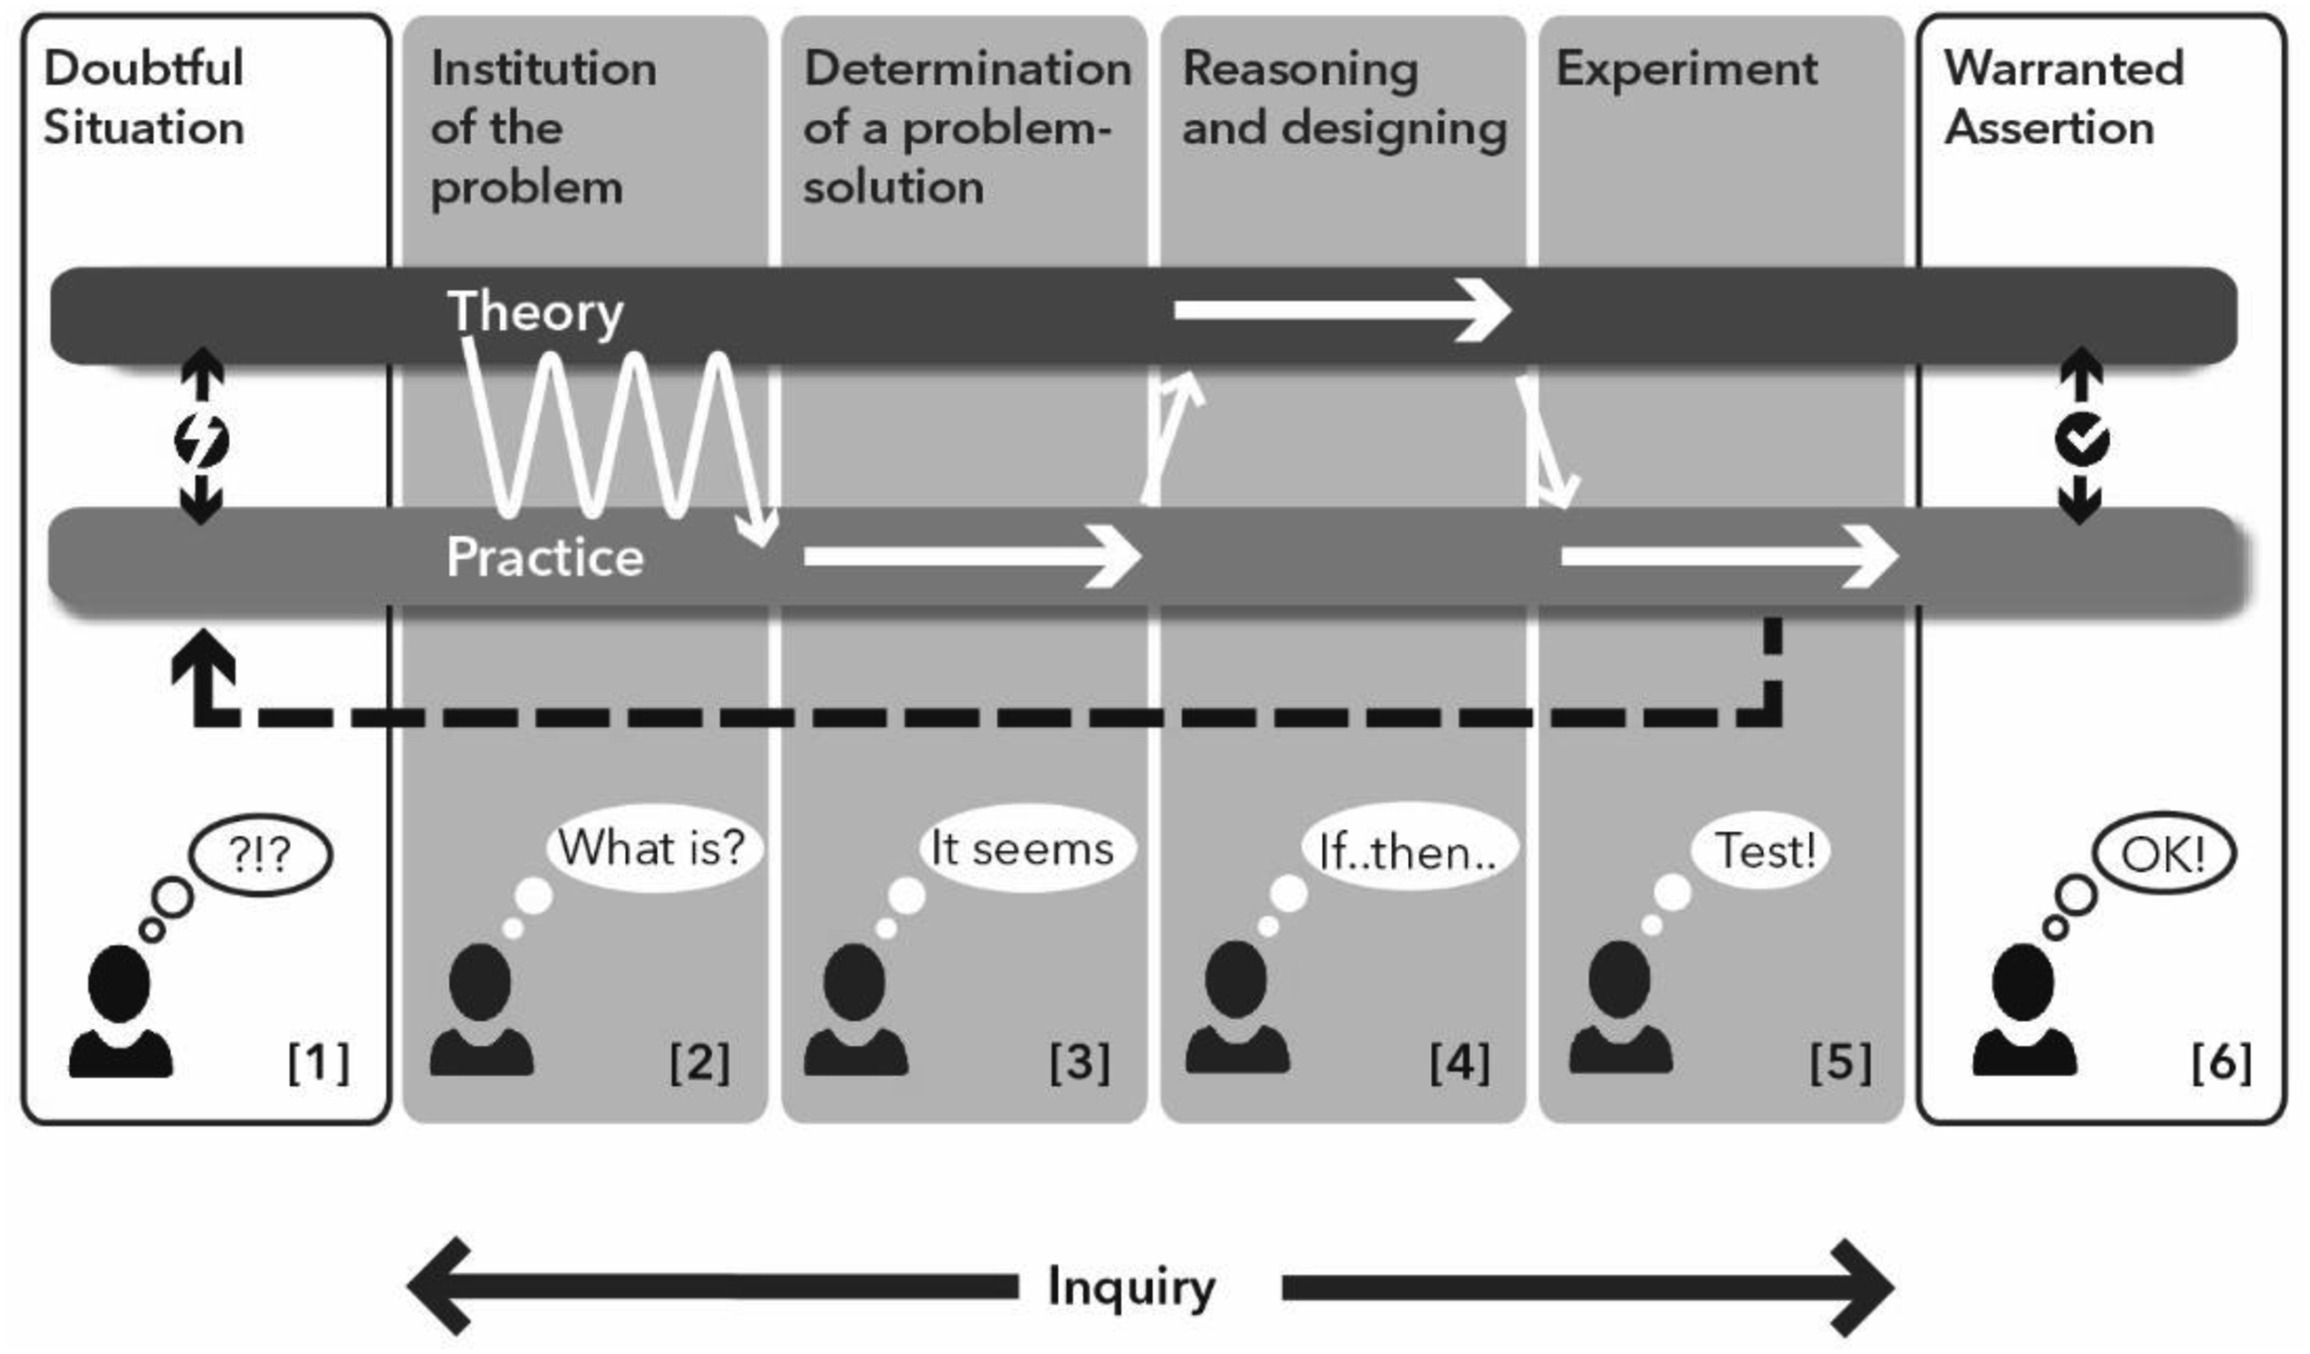 Doubtful
Situation
Institution
of the
problem
Determination
of a problem-
solution
Reasoning
and designing
Experiment
Warranted
Assertion
Theory
Practice
?!?
What is?
It seems
If..then..
Test!
OK!
[1]
[2]
[3]
[4]
[5]
[6]
Inquiry